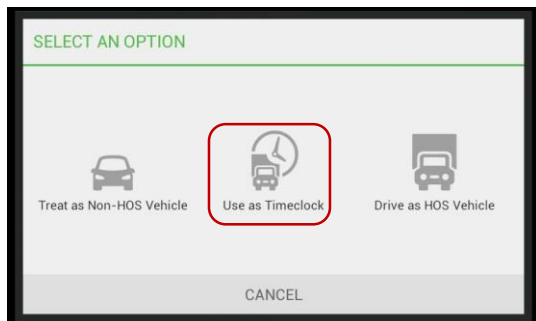 SELECT AN OPTION
Treat as Non-HOS Vehicle
Use as Timeclock
Drive as HOS Vehicle
CANCEL